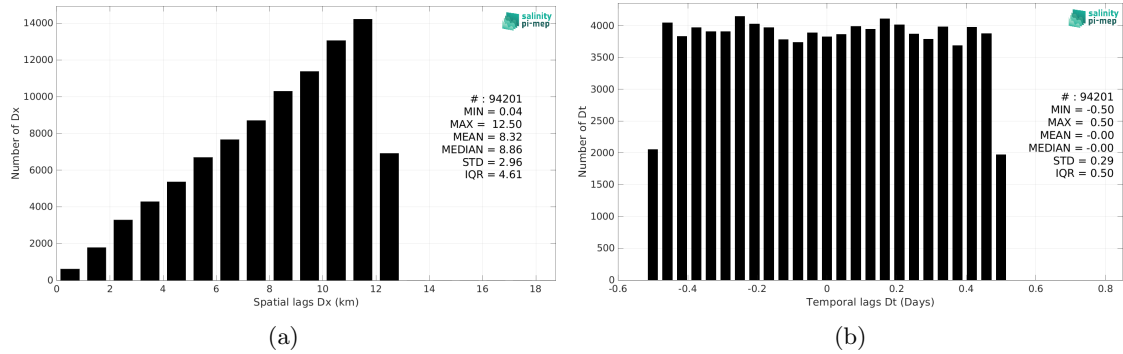 14000
12000
10000
8000
6000
4000
2000
0
Number of Dx
0 2 4 6 8 10 12 14 16 18
Spatial lags Dx (km)
salinity
pi-mep
# : 94201
MIN = 0.04
MAX = 12.50
MEAN = 8.32
MEDIAN = 8.86
STD = 2.96
IQR = 4.61
(a)
4000
3500
3000
2500
2000
1500
1000
500
0
Number of Dt
-0.6 -0.4 -0.2 0 0.2 0.4 0.6 0.8
Temporal lags Dt (Days)
salinity
pi-mep
# : 94201
MIN = -0.50
MAX = 0.50
MEAN = -0.00
MEDIAN = -0.00
STD = 0.29
IQR = 0.50
(b)